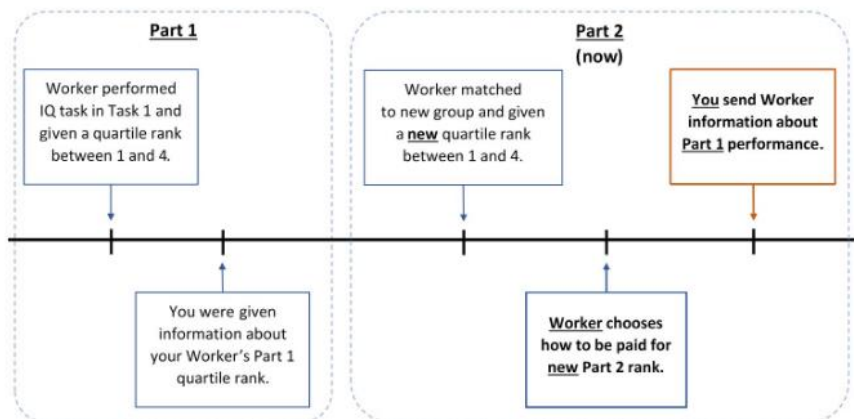 Part 1
Part 2
(now)
Worker performed
IQ task in Task 1 and
given a quartile rank
between 1 and 4.
Worker matched
to new group and given
a new quartile rank
between 1 and 4.
You send Worker
information about
Part 1 performance.
You were given
information about
your Worker's Part 1
quartile rank.
Worker chooses
how to be paid for
new Part 2 rank.